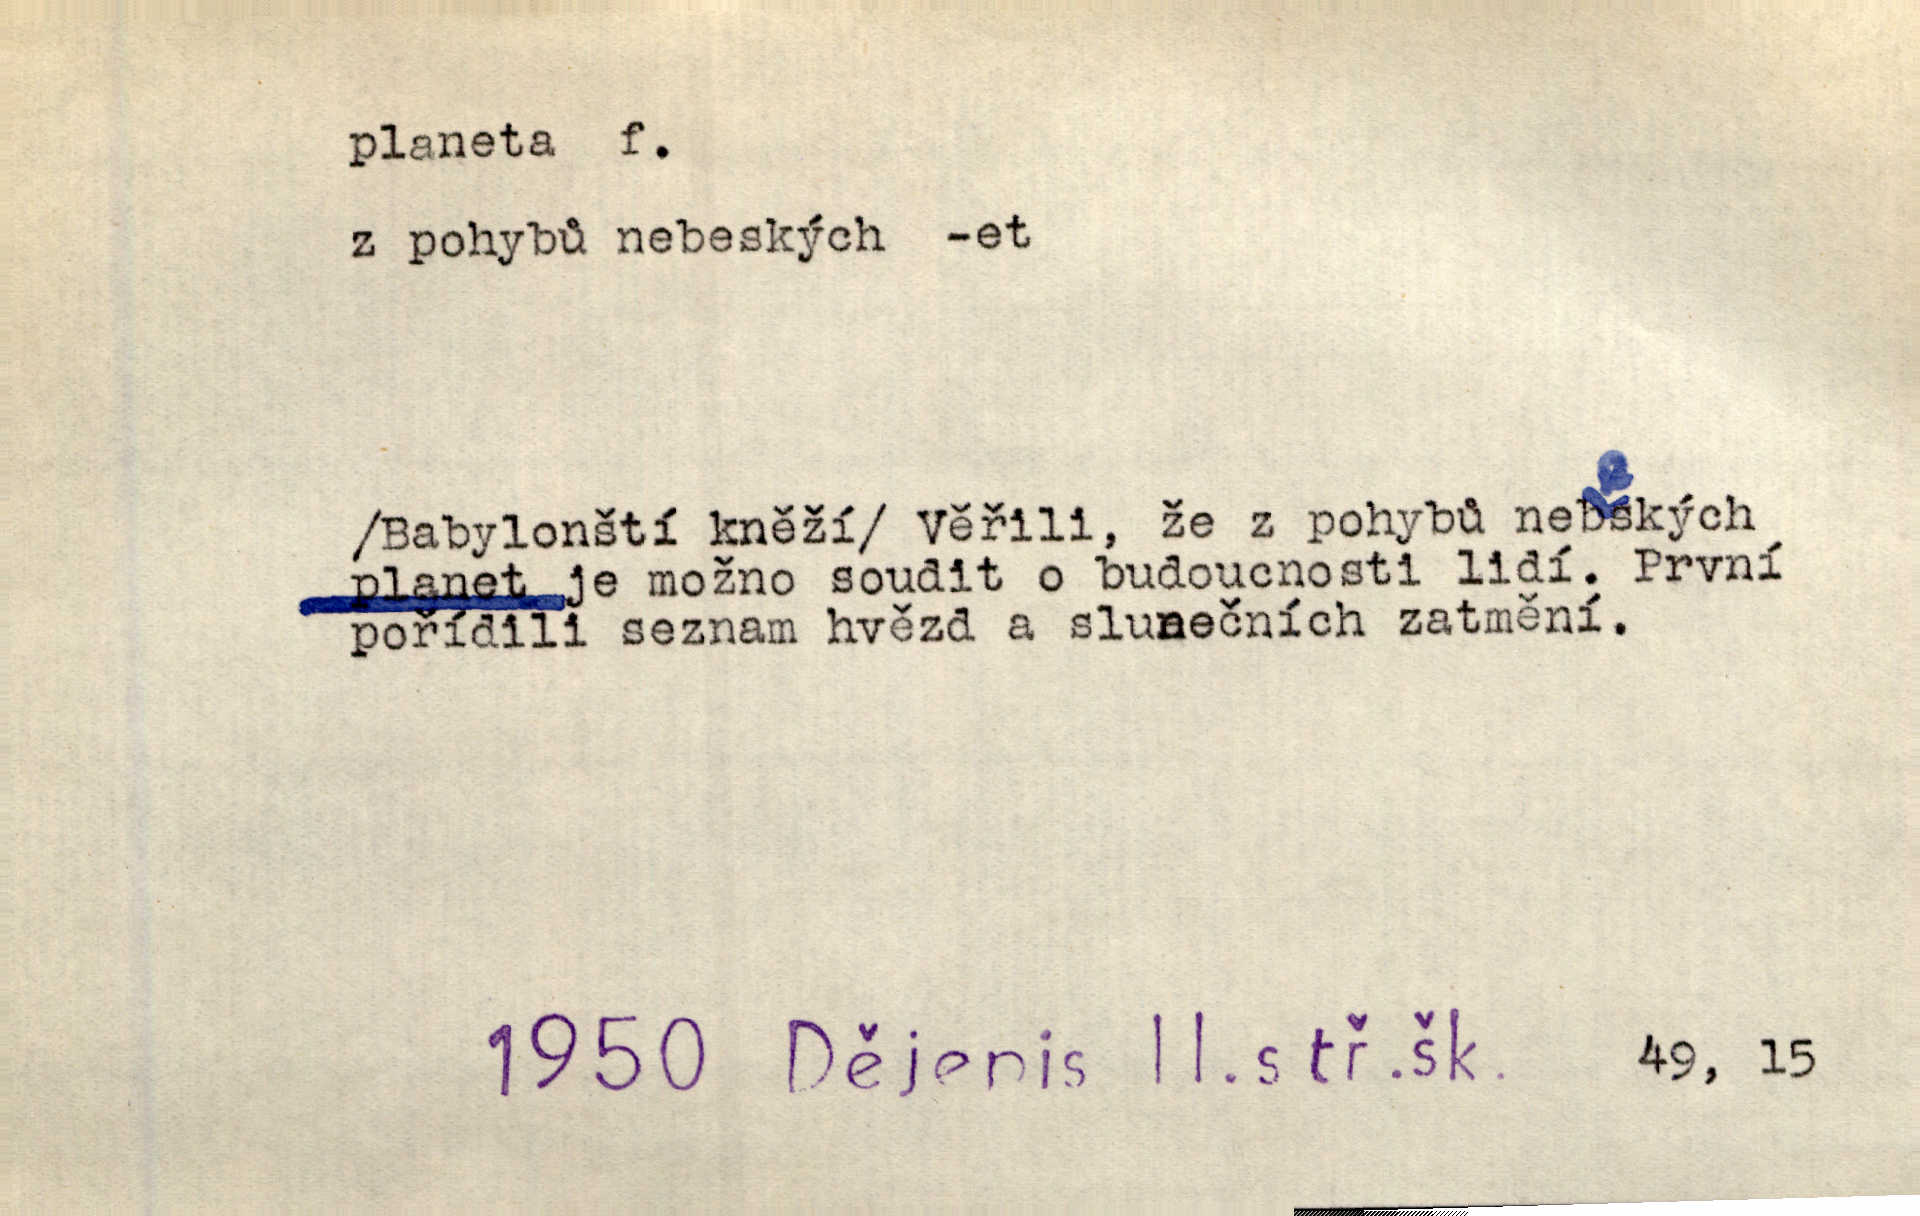 planeta f.
z pohybů nebeských -et
/Babylonští kněží/ Věřili, že z pohybů nebeských
planet je možno soudit o budoucnosti lidí. První
pořídili seznam hvězd a slunečních zatmění.
1950 Dějepis II.stř.šk. 49, 15